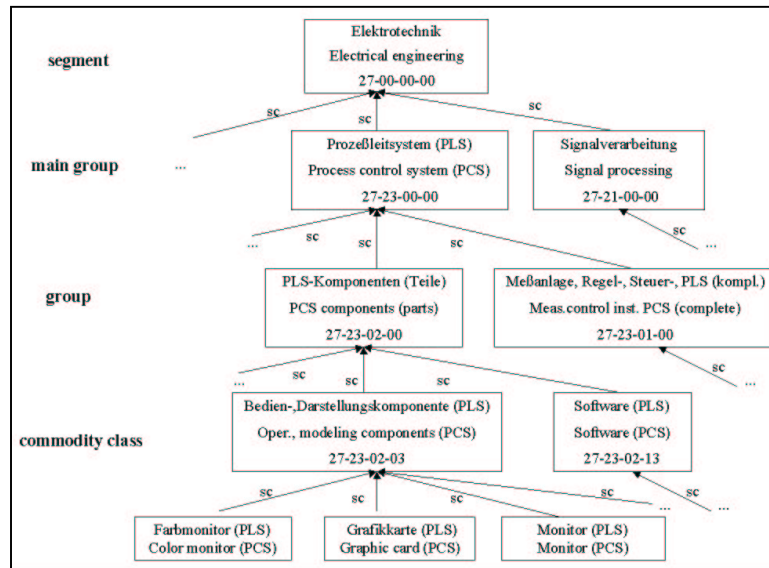 Elektrotechnik
segment
Electrical engineering
27-00-00-00
sc
sc
sc
Prozeßleitsystem (PLS)
Signalverarbeitung
main group
...
Process control system (PCS)
Signal processing
27-23-00-00
27-21-00-00
...
sc
sc
sc
sc
...
PLS-Komponenten (Teile)
Meßanlage, Regel-, Steuer-, PLS (kompl.)
group
PCS components (parts)
Meas.control inst. PCS (complete)
27-23-02-00
27-23-01-00
...
sc
sc
sc
sc
...
Bedien-,Darstellungskomponente (PLS)
Software (PLS)
commodity class
Oper., modeling components (PCS)
Software (PCS)
27-23-02-03
27-23-02-13
sc
sc
sc
sc
...
sc
...
Farbmonitor (PLS)
Grafikkarte (PLS)
Monitor (PLS)
Color monitor (PCS)
Graphic card (PCS)
Monitor (PCS)